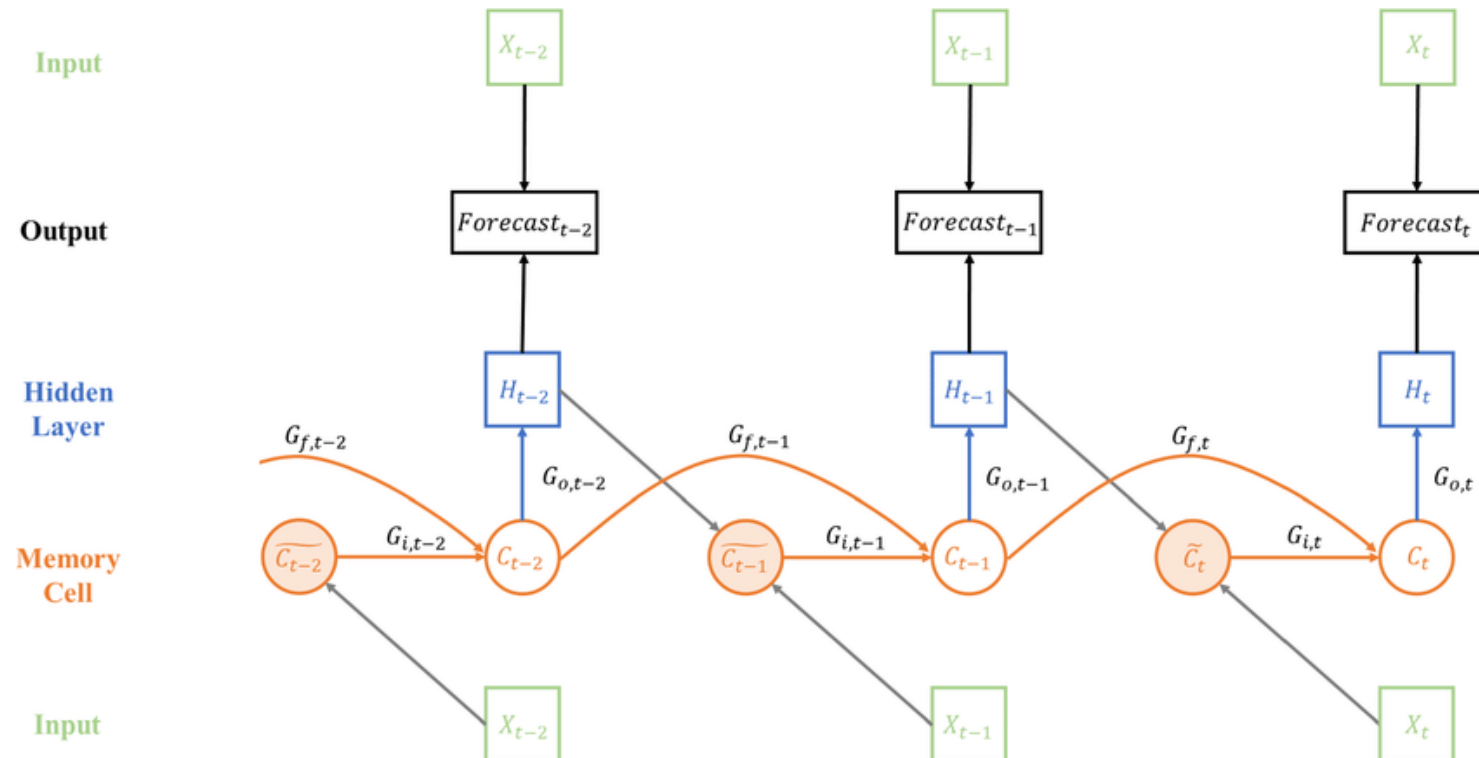 Input X_{t-2} X_{t-1} X_t
Output Forecast_{t-2} Forecast_{t-1} Forecast_t
Hidden
Layer
H_{t-2} H_{t-1} H_t
G_{f,t-2} G_{f,t-1} G_{f,t}
G_{o,t-2} G_{o,t-1} G_{o,t}
G_{i,t-2} G_{i,t-1} G_{i,t}
Memory
Cell
\widetilde{C_{t-2}} C_{t-2} \widetilde{C_{t-1}} C_{t-1} \tilde{C}_t C_t
Input X_{t-2} X_{t-1} X_t